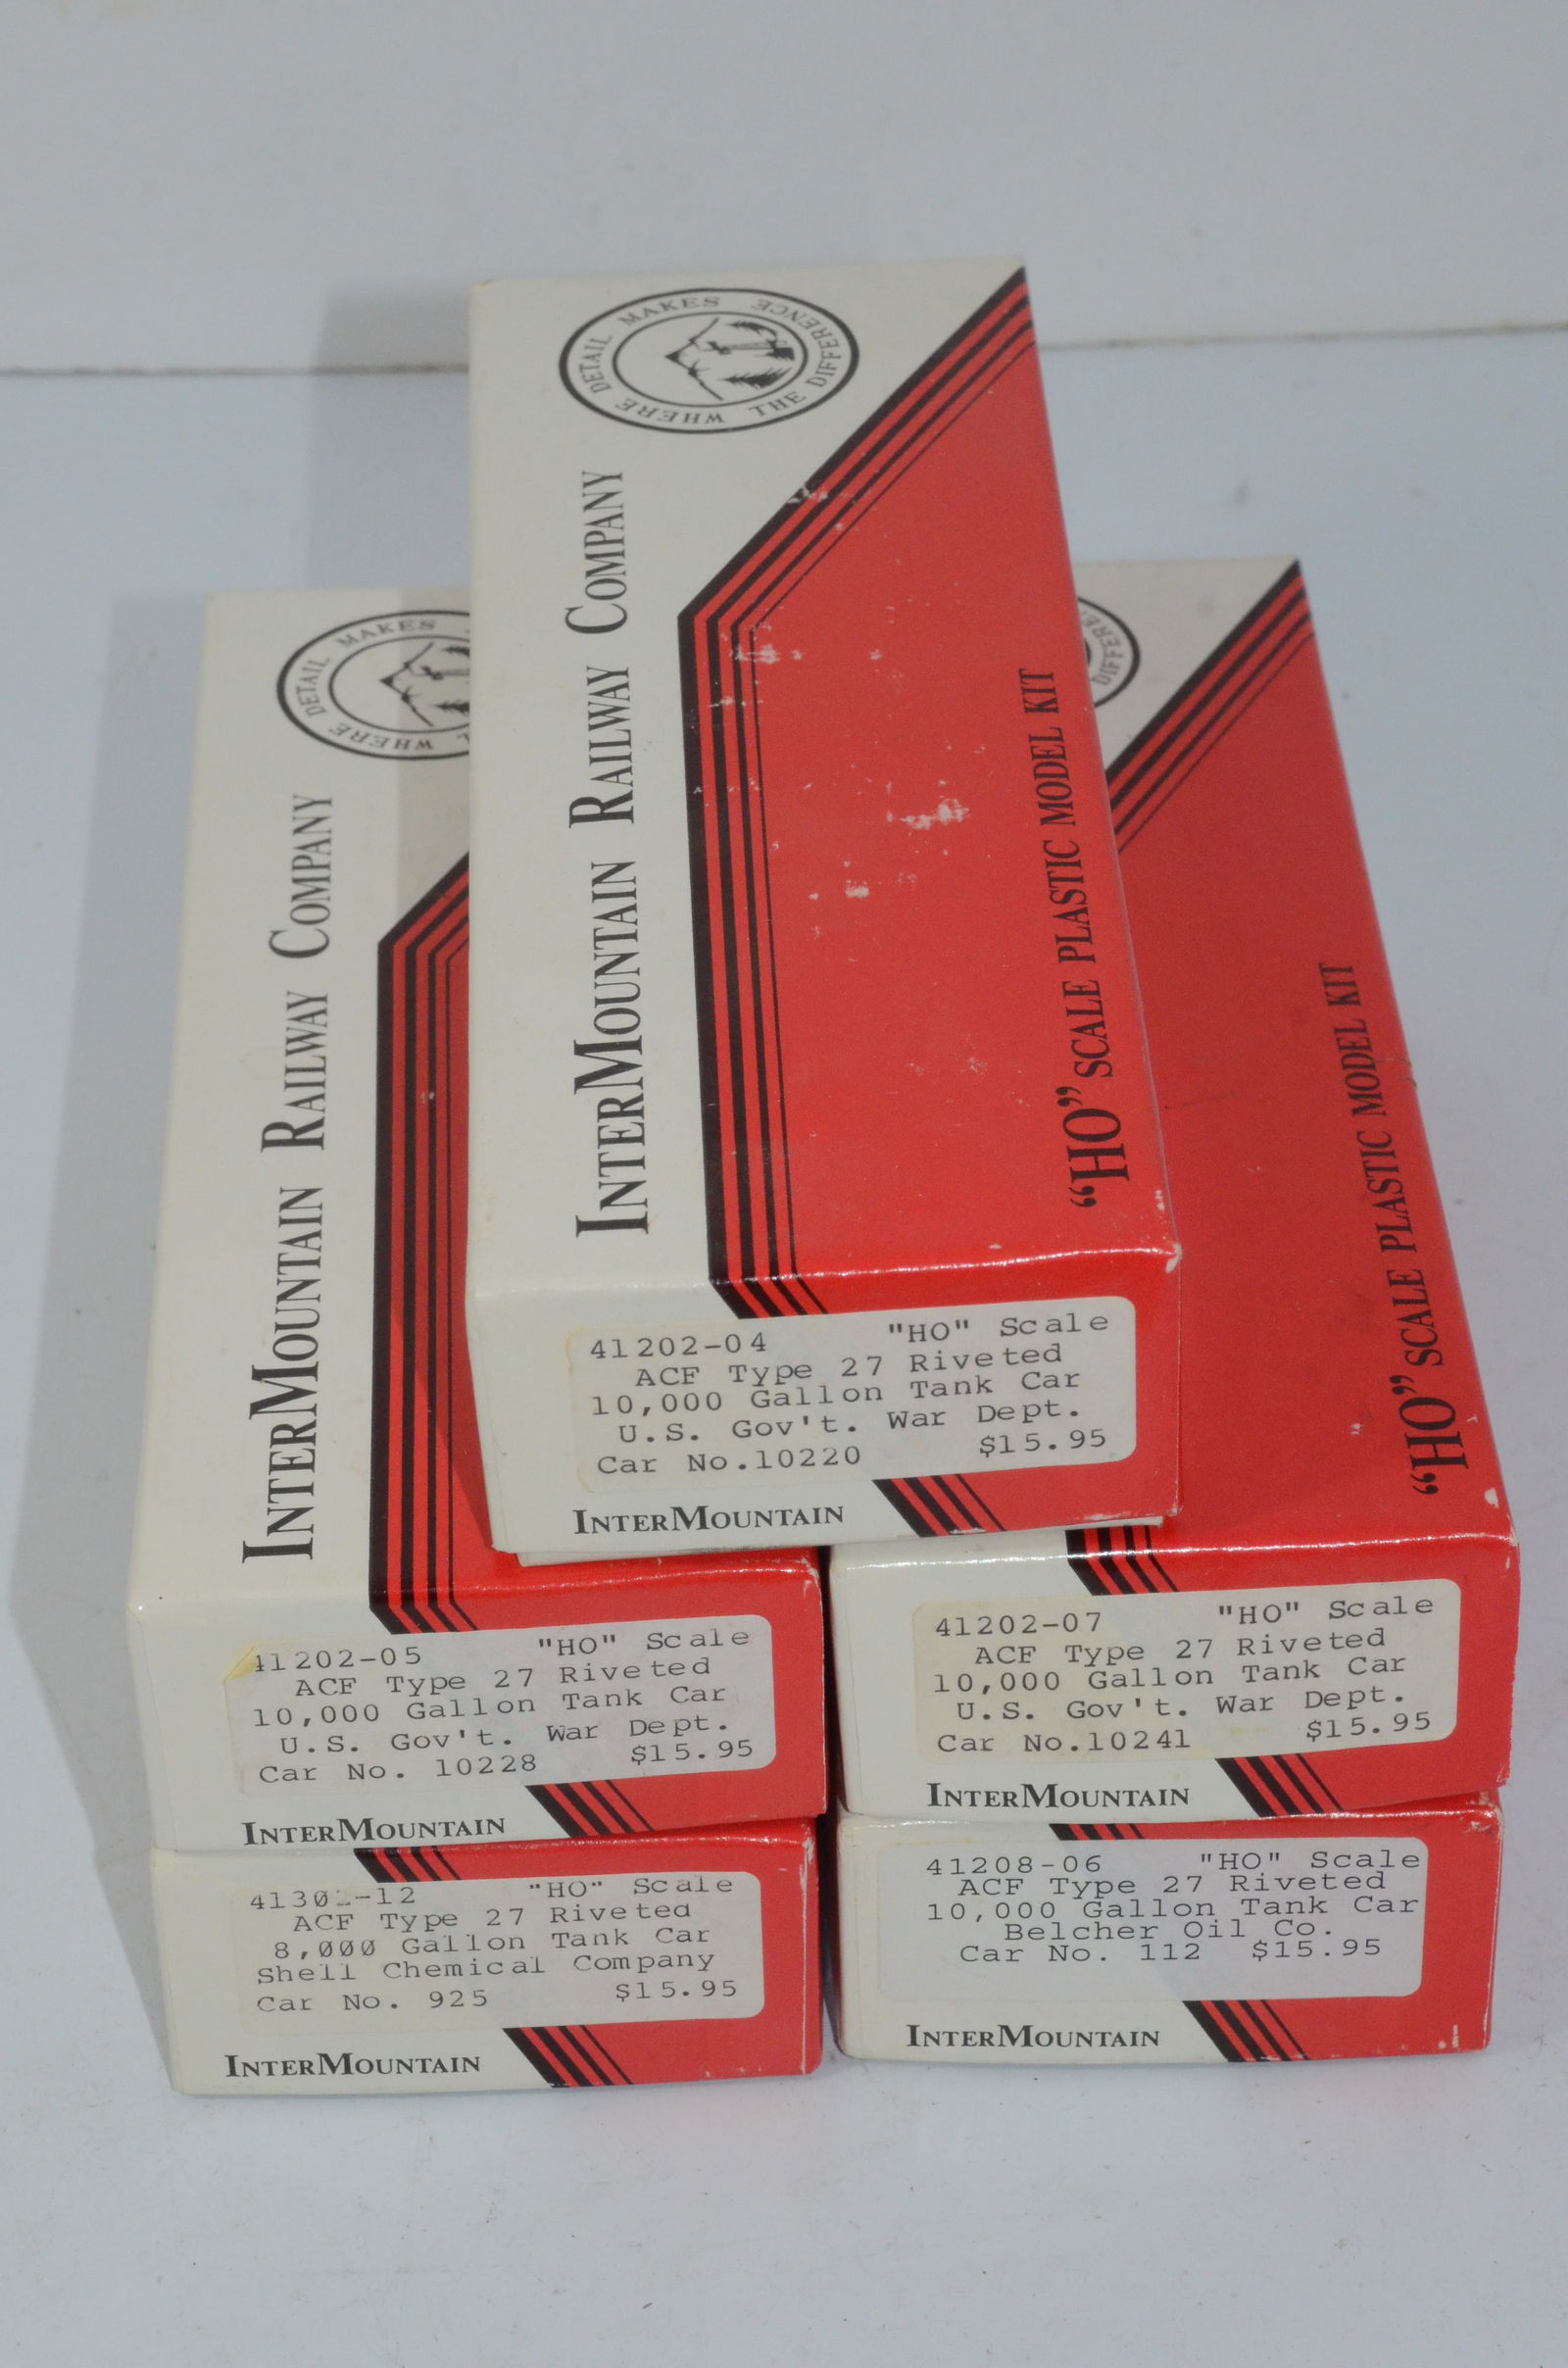 WHERE DETAIL MAKES THE DIFFERENCE
INTERMOUNTAIN RAILWAY COMPANY
"HO" SCALE PLASTIC MODEL KIT
41202-04 "HO" Scale
ACF Type 27 Riveted
10,000 Gallon Tank Car
U.S. Gov't. War Dept.
Car No.10220 $15.95
INTERMOUNTAIN
WHERE DETAIL MAKES
INTERMOUNTAIN RAILWAY COMPANY
41202-05 "HO" Scale
ACF Type 27 Riveted
10,000 Gallon Tank Car
U.S. Gov't. War Dept.
Car No. 10228 $15.95
INTERMOUNTAIN
"HO" SCALE PLASTIC MODEL KIT
41202-07 "HO" Scale
ACF Type 27 Riveted
10,000 Gallon Tank Car
U.S. Gov't. War Dept.
Car No.10241 $15.95
INTERMOUNTAIN
"HO" Scale
ACF Type 27 Riveted
8,000 Gallon Tank Car
Shell Chemical Company
Car No. 925 $15.95
INTERMOUNTAIN
41208-06 "HO" Scale
ACF Type 27 Riveted
10,000 Gallon Tank Car
Belcher Oil Co.
Car No. 112 $15.95
INTERMOUNTAIN